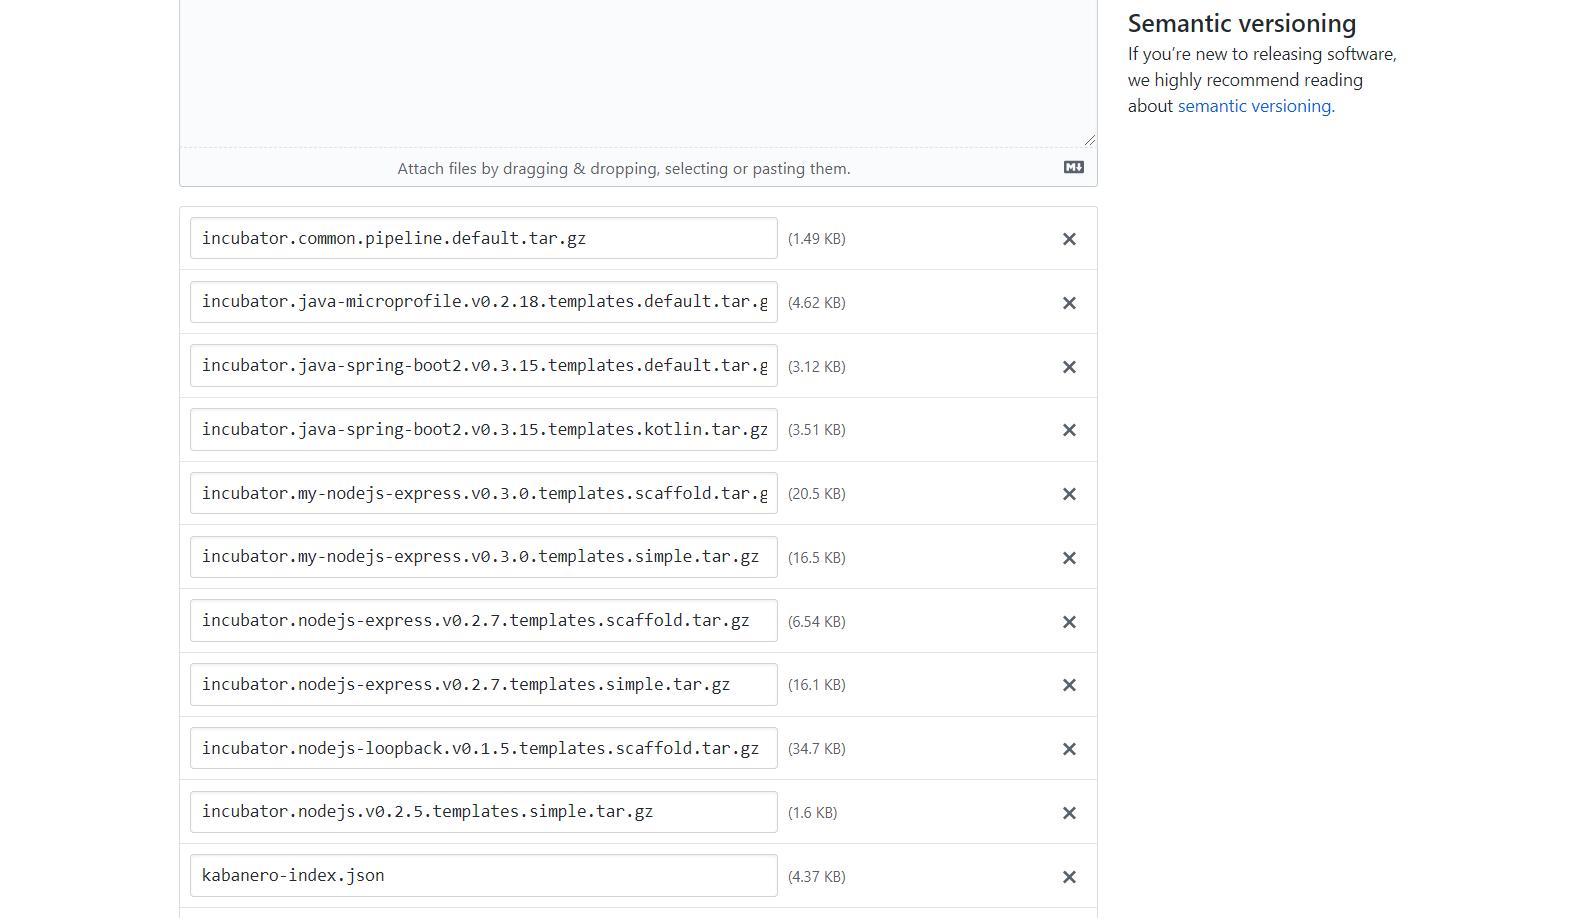 Semantic versioning
If you're new to releasing software,
we highly recommend reading
about semantic versioning.
Attach files by dragging & dropping, selecting or pasting them.
incubator.common.pipeline.default.tar.gz (1.49 KB)
incubator.java-microprofile.v0.2.18.templates.default.tar.g (4.62 KB)
incubator.java-spring-boot2.v0.3.15.templates.default.tar.g (3.12 KB)
incubator.java-spring-boot2.v0.3.15.templates.kotlin.tar.gz (3.51 KB)
incubator.my-nodejs-express.v0.3.0.templates.scaffold.tar.g (20.5 KB)
incubator.my-nodejs-express.v0.3.0.templates.simple.tar.gz (16.5 KB)
incubator.nodejs-express.v0.2.7.templates.scaffold.tar.gz (6.54 KB)
incubator.nodejs-express.v0.2.7.templates.simple.tar.gz (16.1 KB)
incubator.nodejs-loopback.v0.1.5.templates.scaffold.tar.gz (34.7 KB)
incubator.nodejs.v0.2.5.templates.simple.tar.gz (1.6 KB)
kabanero-index.json (4.37 KB)